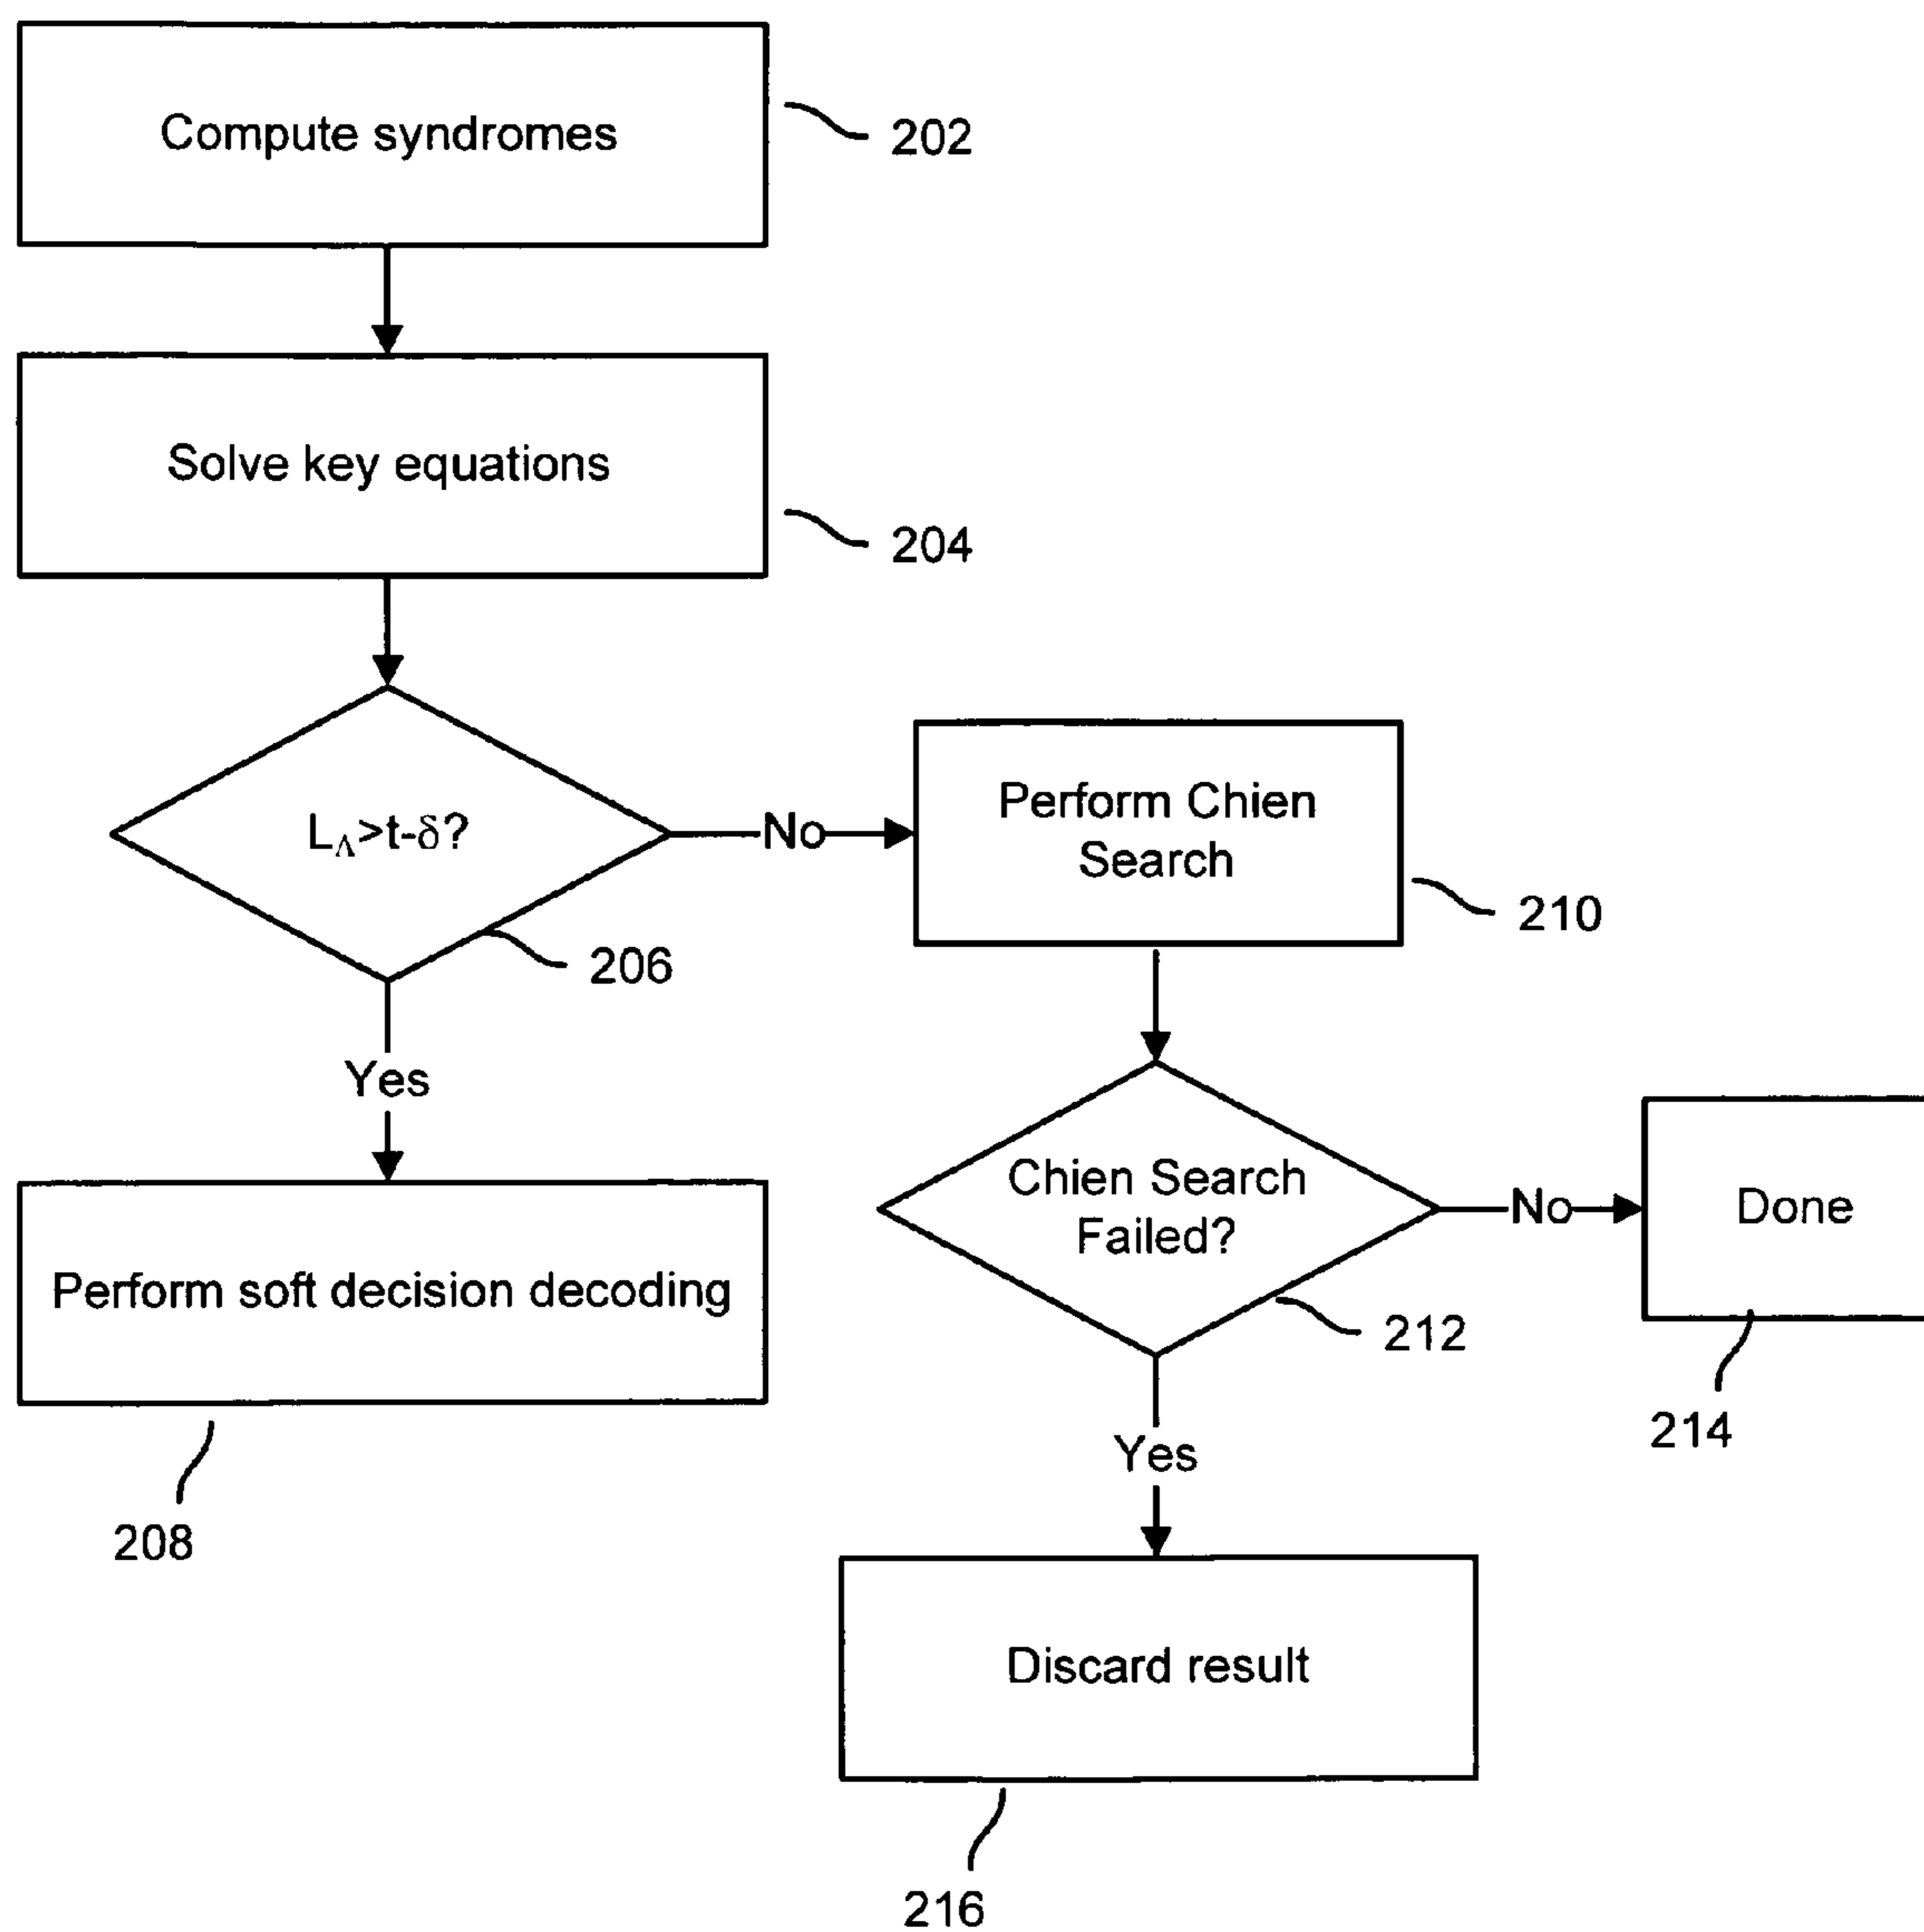 Compute syndromes
202
Solve key equations
204
L_Λ>t-δ?
No
206
Yes
Perform Chien
Search
210
Perform soft decision decoding
208
Chien Search
Failed?
212
No
Done
214
Yes
Discard result
216